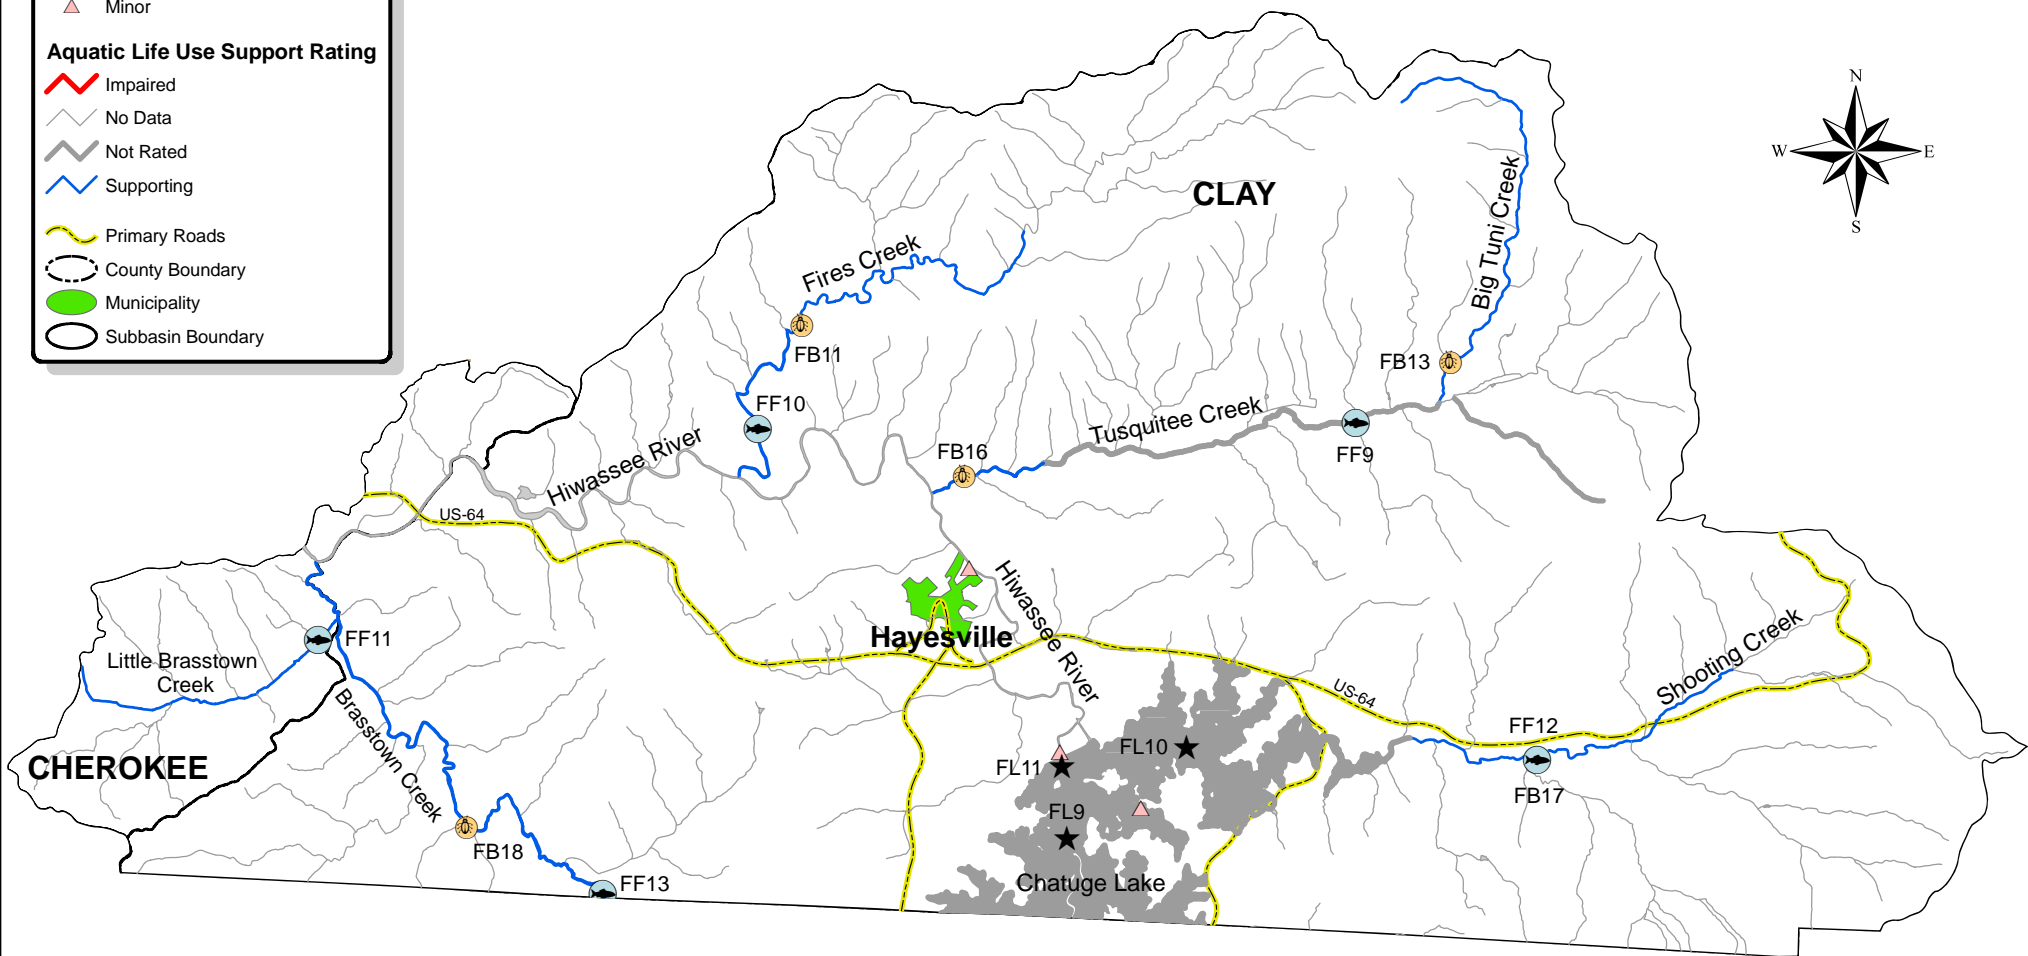 Minor
Aquatic Life Use Support Rating
Impaired
No Data
Not Rated
Supporting
Primary Roads
County Boundary
Municipality
Subbasin Boundary
N
W
E
S
CLAY
Big Tuni Creek
Fires Creek
FB11
FB13
FF10
Tusquitee Creek
Hiwassee River
FB16
FF9
US-64
Hiwassee River
Hayesville
FF11
Little Brasstown
Creek
Brasstown Creek
Shooting Creek
US-64
FF12
FL10
FL11
CHEROKEE
FB17
FL9
FB18
FF13
Chatuge Lake